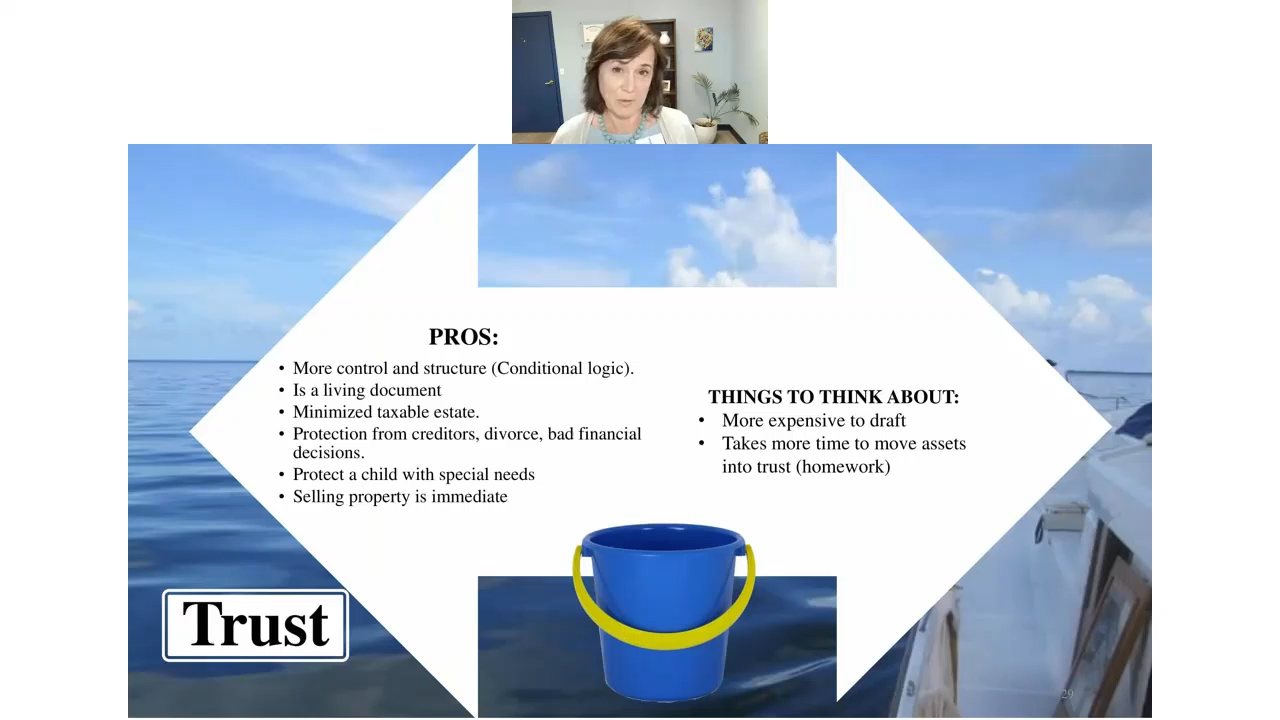 PROS:
• More control and structure (Conditional logic).
• Is a living document
• Minimized taxable estate.
• Protection from creditors, divorce, bad financial
decisions.
• Protect a child with special needs
• Selling property is immediate
THINGS TO THINK ABOUT:
• More expensive to draft
• Takes more time to move assets
into trust (homework)
Trust
29